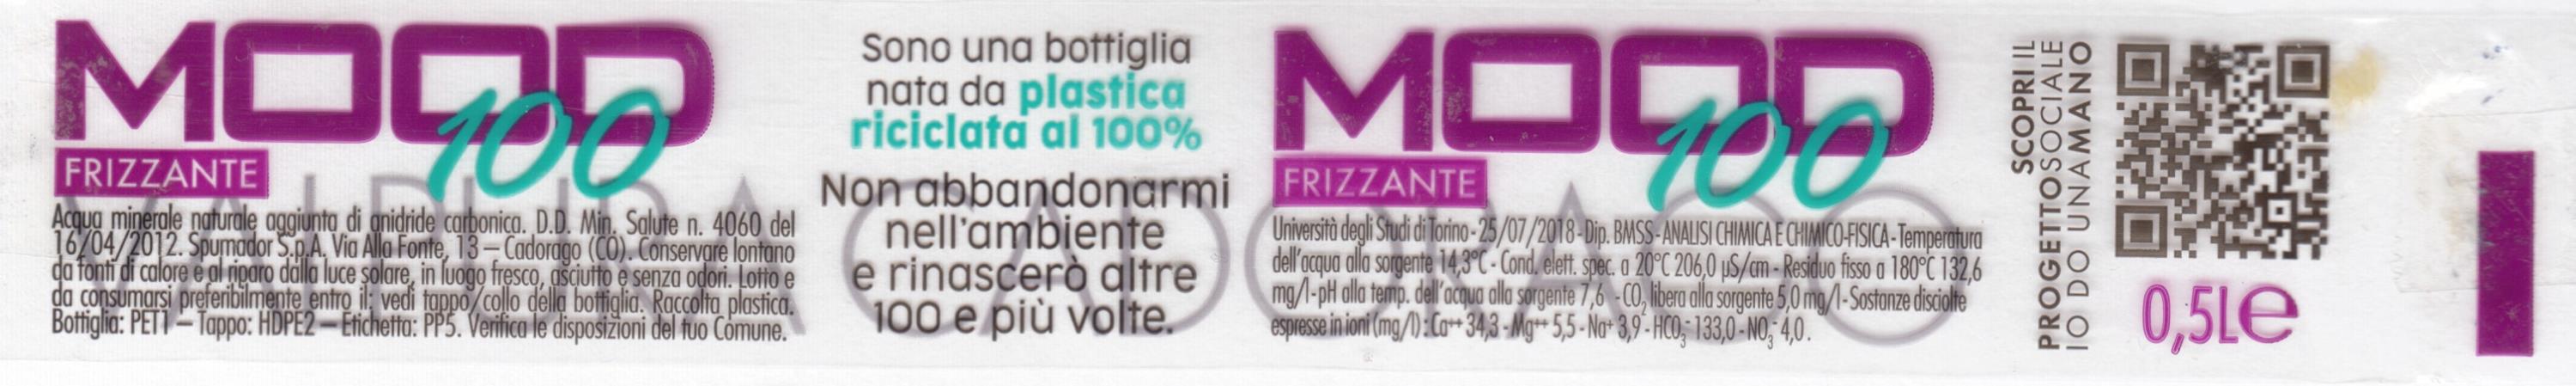 MOOD
100
FRIZZANTE
Acqua minerale naturale aggiunta di anidride carbonica. D.D. Min. Salute n. 4060 del
16/04/2012. Spumador S.p.A. Via Alla Fonte, 13 – Cadorago (CO). Conservare lontano
da fonti di calore e al riparo dalla luce solare, in luogo fresco, asciutto e senza odori. Lotto e
da consumarsi preferibilmente entro il: vedi tappo/collo della bottiglia. Raccolta plastica.
Bottiglia: PET1 – Tappo: HDPE2 – Etichetta: PP5. Verifica le disposizioni del tuo Comune.
Sono una bottiglia
nata da plastica
riciclata al 100%
Non abbandonarmi
nell'ambiente
e rinascerò altre
100 e più volte.
MOOD
100
FRIZZANTE
Università degli Studi di Torino - 25/07/2018 - Dip. BMSS - ANALISI CHIMICA E CHIMICO-FISICA - Temperatura
dell'acqua alla sorgente 14,3°C - Cond. elett. spec. a 20°C 206,0 µS/cm - Residuo fisso a 180°C 132,6
mg/l - pH alla temp. dell'acqua alla sorgente 7,6 - CO₂ libera alla sorgente 5,0 mg/l - Sostanze disciolte
espresse in ioni (mg/l) : Ca⁺⁺ 34,3 - Mg⁺⁺ 5,5 - Na⁺ 3,9 - HCO₃⁻ 133,0 - NO₃⁻ 4,0.
SCOPRI IL
PROGETTOSOCIALE
IO DO UNAMANO
0,5L e